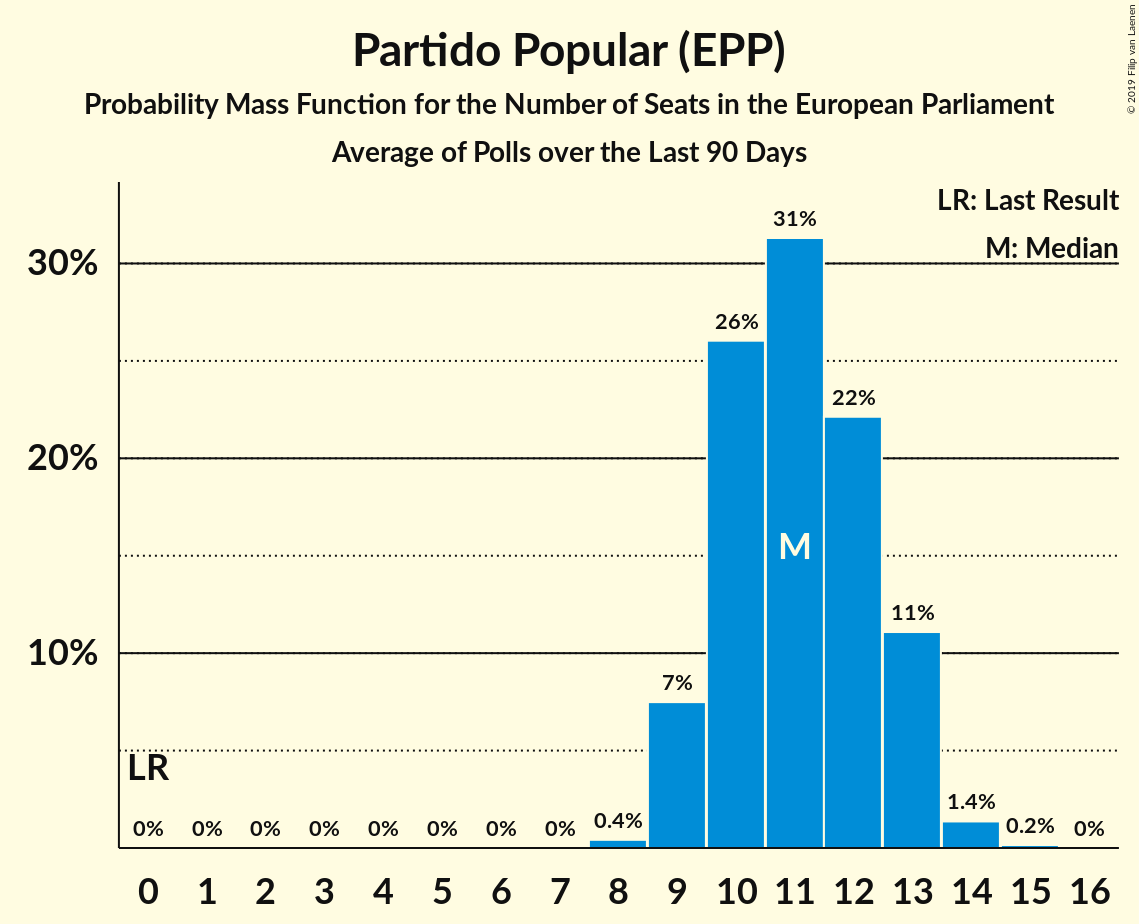 Partido Popular (EPP)
Probability Mass Function for the Number of Seats in the European Parliament
Average of Polls over the Last 90 Days
© 2019 Filip van Laenen
LR: Last Result
M: Median
30%
20%
10%
LR
M
0% 0% 0% 0% 0% 0% 0% 0% 0.4% 7% 26% 31% 22% 11% 1.4% 0.2% 0%
0 1 2 3 4 5 6 7 8 9 10 11 12 13 14 15 16